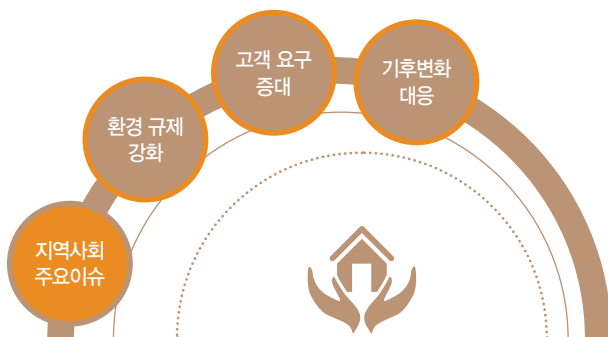 고객 요구
증대
기후변화
대응
환경 규제
강화
지역사회
주요이슈